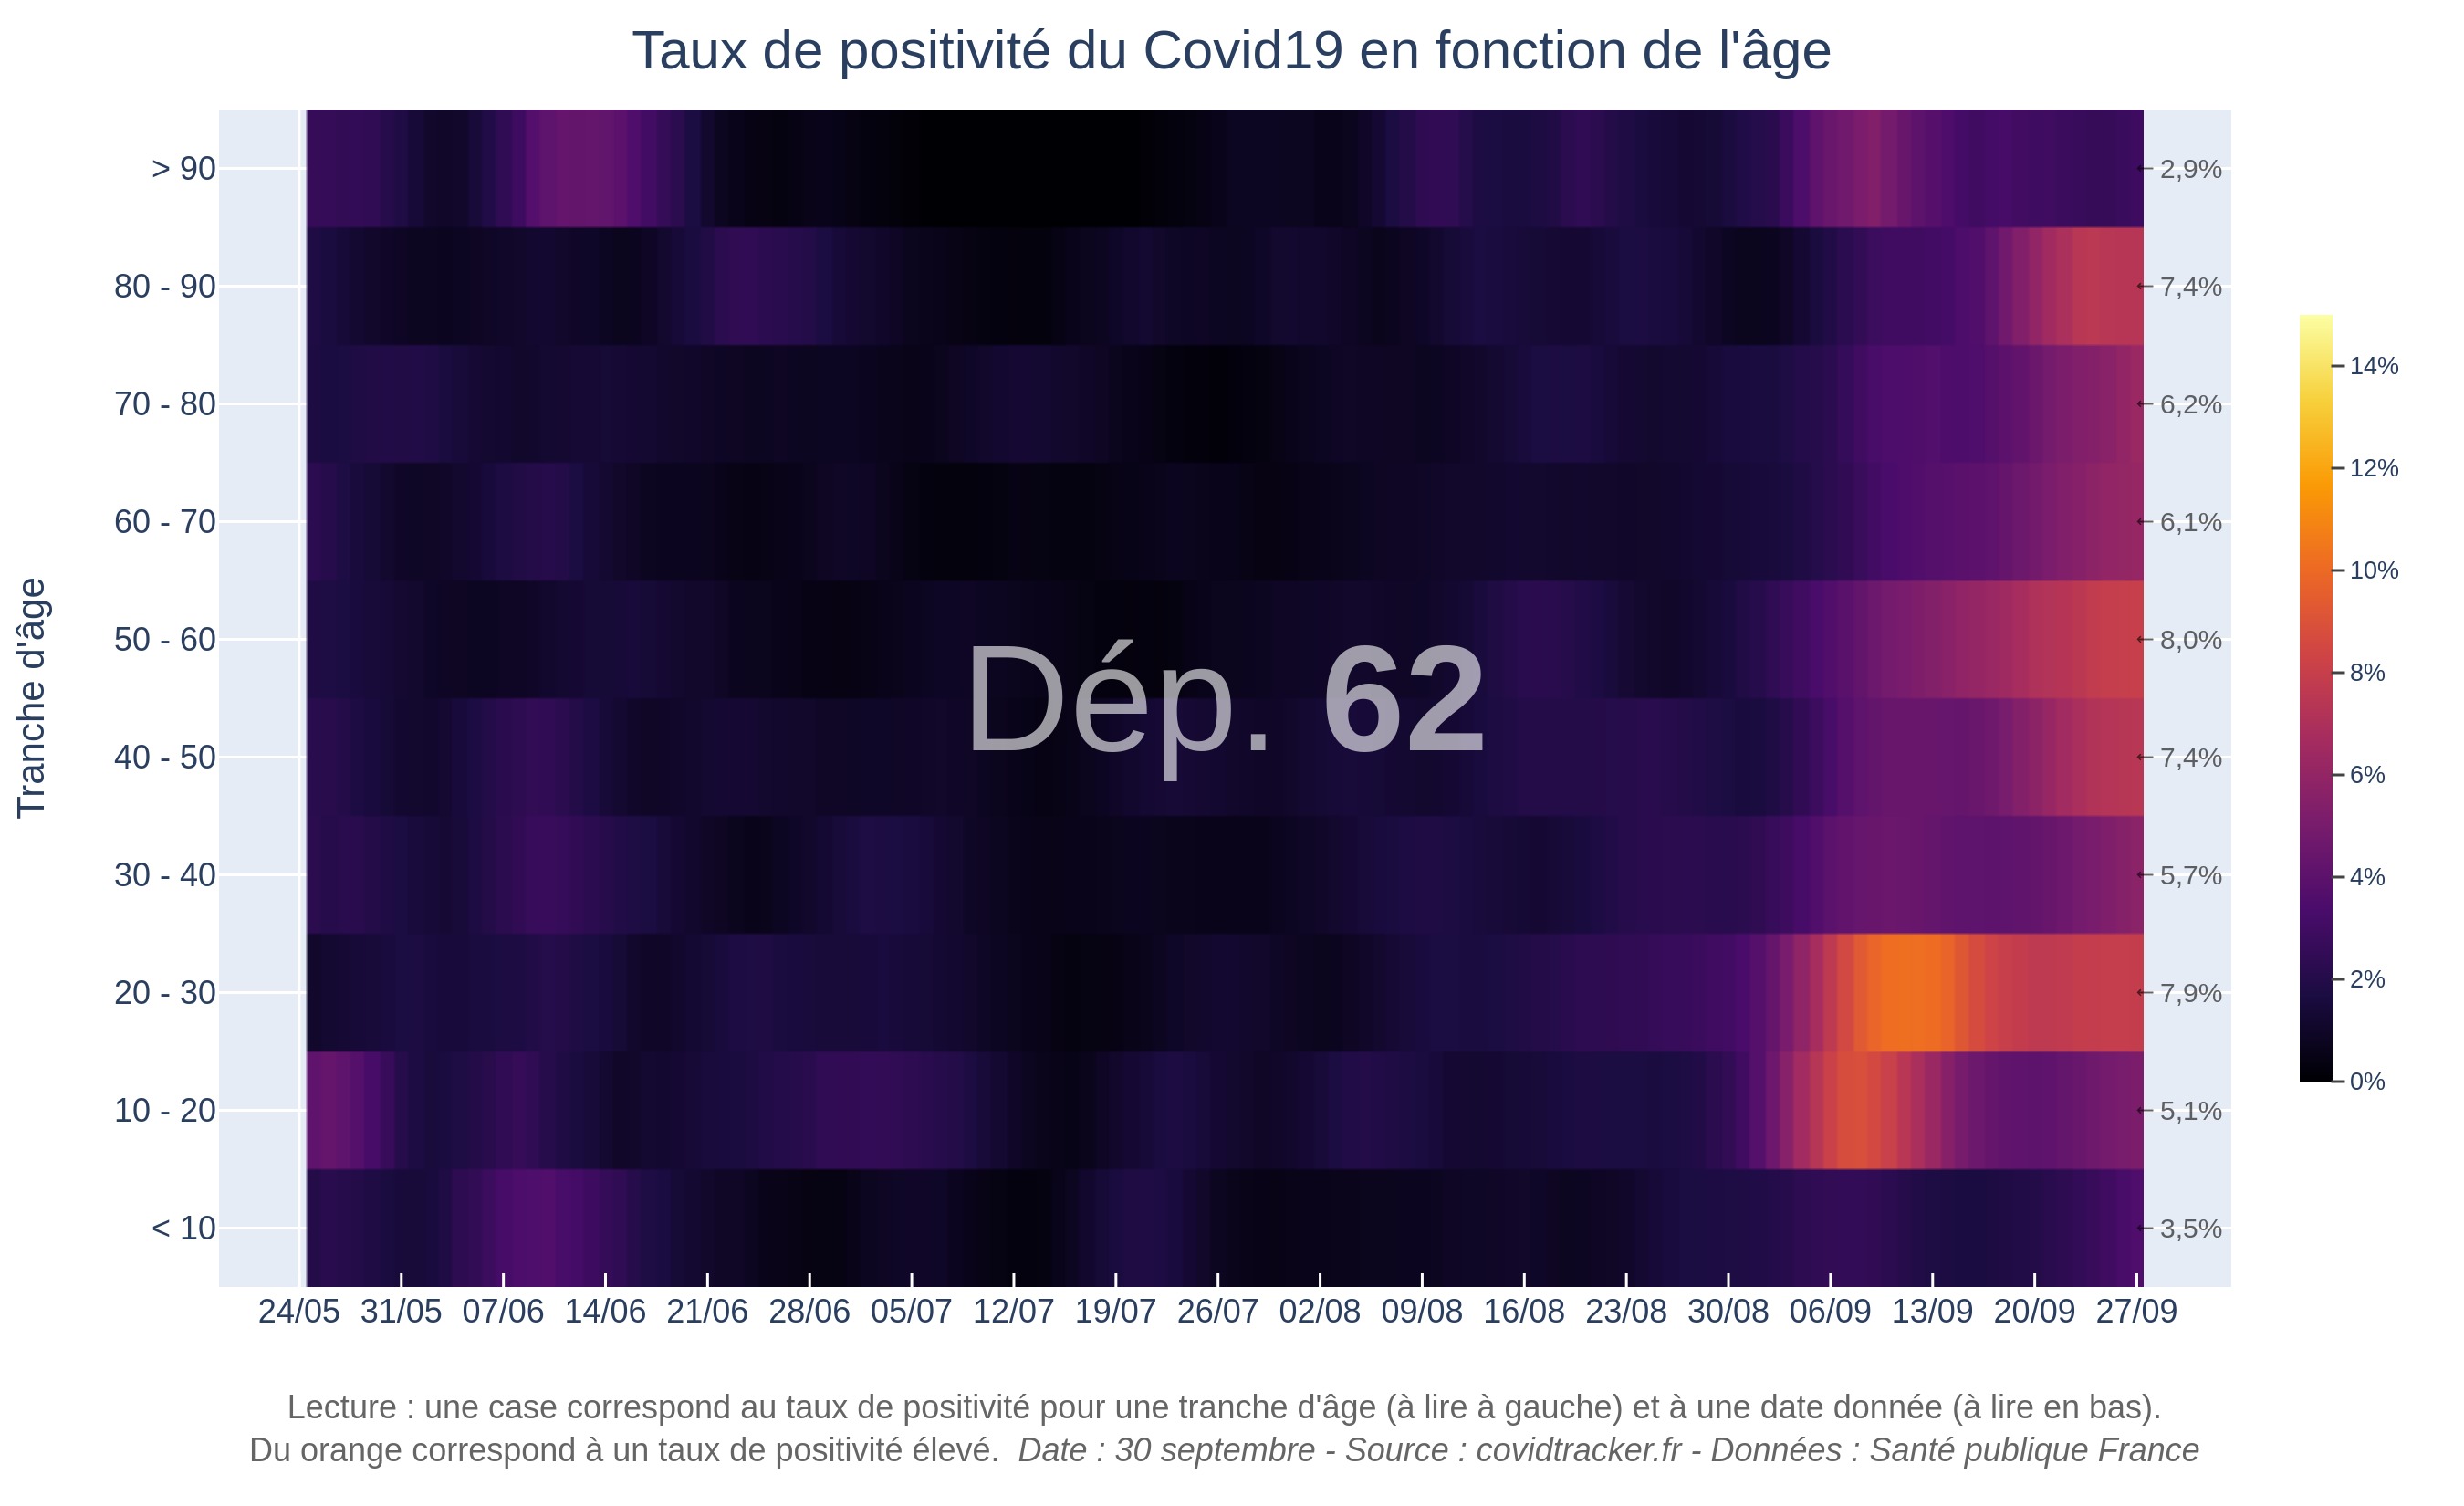 Taux de positivité du Covid19 en fonction de l'âge
Tranche d'âge
> 90
80 - 90
70 - 80
60 - 70
50 - 60
40 - 50
30 - 40
20 - 30
10 - 20
< 10
Dép. 62
2,9%
7,4%
6,2%
6,1%
8,0%
7,4%
5,7%
7,9%
5,1%
3,5%
14%
12%
10%
8%
6%
4%
2%
0%
24/05 31/05 07/06 14/06 21/06 28/06 05/07 12/07 19/07 26/07 02/08 09/08 16/08 23/08 30/08 06/09 13/09 20/09 27/09
Lecture : une case correspond au taux de positivité pour une tranche d'âge (à lire à gauche) et à une date donnée (à lire en bas).
Du orange correspond à un taux de positivité élevé. Date : 30 septembre - Source : covidtracker.fr - Données : Santé publique France